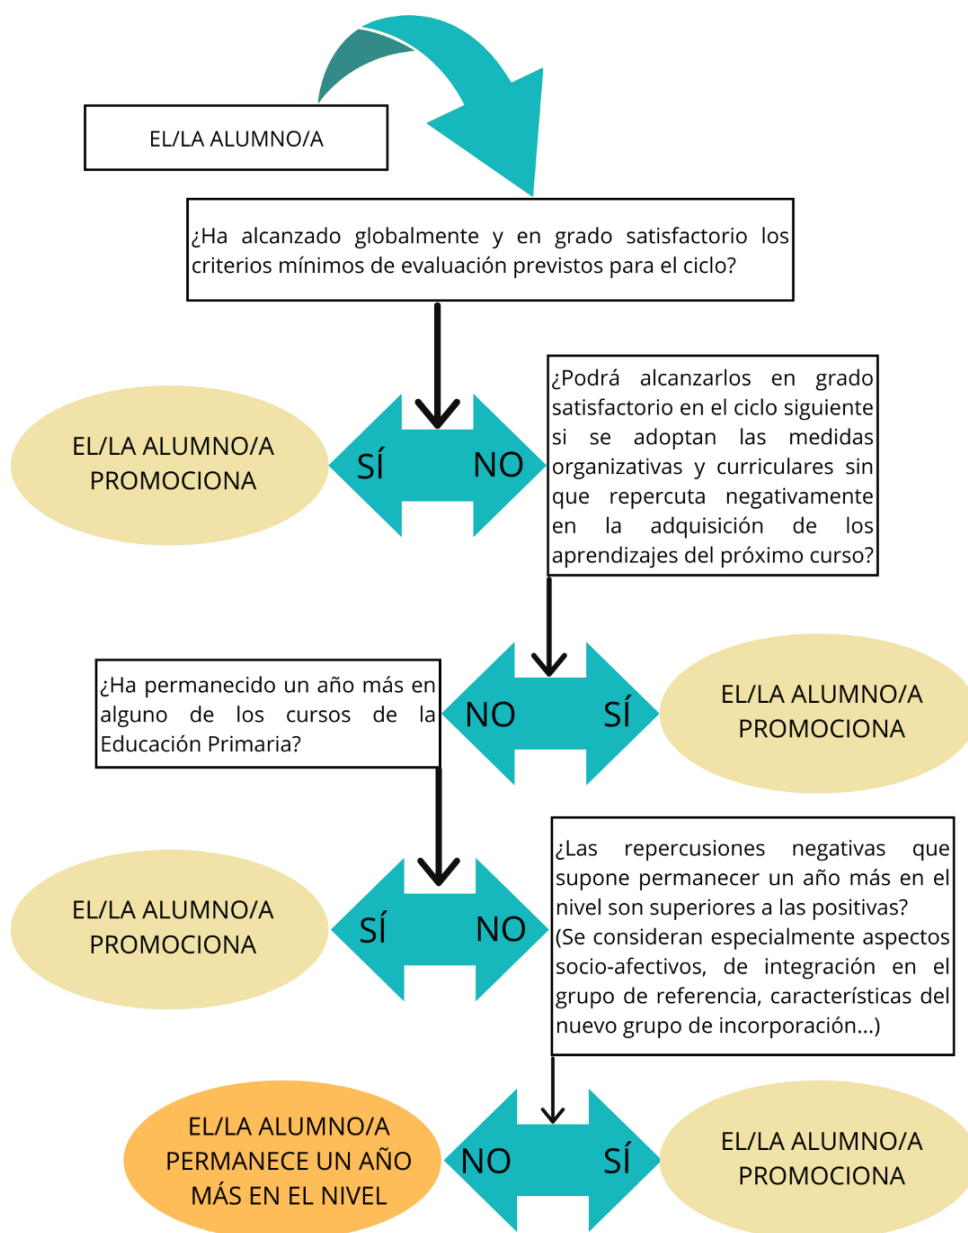 EL/LA ALUMNO/A
¿Ha alcanzado globalmente y en grado satisfactorio los
criterios mínimos de evaluación previstos para el ciclo?
EL/LA ALUMNO/A
PROMOCIONA
SÍ
NO
¿Podrá alcanzarlos en grado
satisfactorio en el ciclo siguiente
si se adoptan las medidas
organizativas y curriculares sin
que repercuta negativamente
en la adquisición de los
aprendizajes del próximo curso?
¿Ha permanecido un año más en
alguno de los cursos de la
Educación Primaria?
NO
SÍ
EL/LA ALUMNO/A
PROMOCIONA
EL/LA ALUMNO/A
PROMOCIONA
SÍ
NO
¿Las repercusiones negativas que
supone permanecer un año más en el
nivel son superiores a las positivas?
(Se consideran especialmente aspectos
socio-afectivos, de integración en el
grupo de referencia, características del
nuevo grupo de incorporación...)
EL/LA ALUMNO/A
PERMANECE UN AÑO
MÁS EN EL NIVEL
NO
SÍ
EL/LA ALUMNO/A
PROMOCIONA